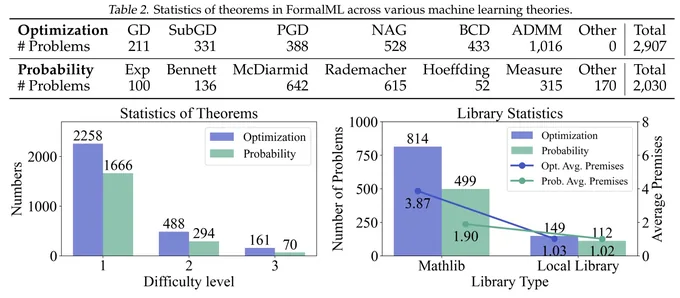 Table 2. Statistics of theorems in FormalML across various machine learning theories.
Optimization GD SubGD PGD NAG BCD ADMM Other Total
# Problems 211 331 388 528 433 1,016 0 2,907
Probability Exp Bennett McDiarmid Rademacher Hoeffding Measure Other Total
# Problems 100 136 642 615 52 315 170 2,030
Statistics of Theorems
2258
1666
488
294
161
70
Optimization
Probability
Numbers
2000
1000
0
1 2 3
Difficulty level
Library Statistics
814
499
149
112
3.87
1.90
1.03
1.02
Optimization
Probability
Opt. Avg. Premises
Prob. Avg. Premises
Number of Problems
1000
750
500
250
0
Average Premises
8
6
4
2
0
Mathlib Local Library
Library Type